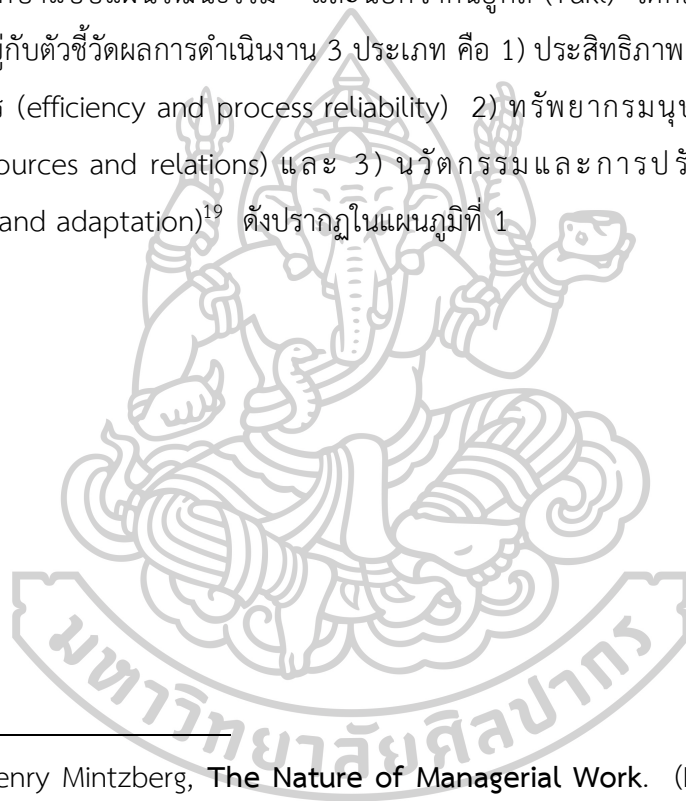 ู่กับตัวชี้วัดผลการดำเนินงาน 3 ประเภท คือ 1) ประสิทธิภาพ
(efficiency and process reliability) 2) ทรัพยากรมนุ
ources and relations) และ 3) นวัตกรรมและการปรั
and adaptation)19 ดังปรากฏในแผนภูมิที่ 1
มหาวิทยาลัยศิลปากร
enry Mintzberg, The Nature of Managerial Work. (